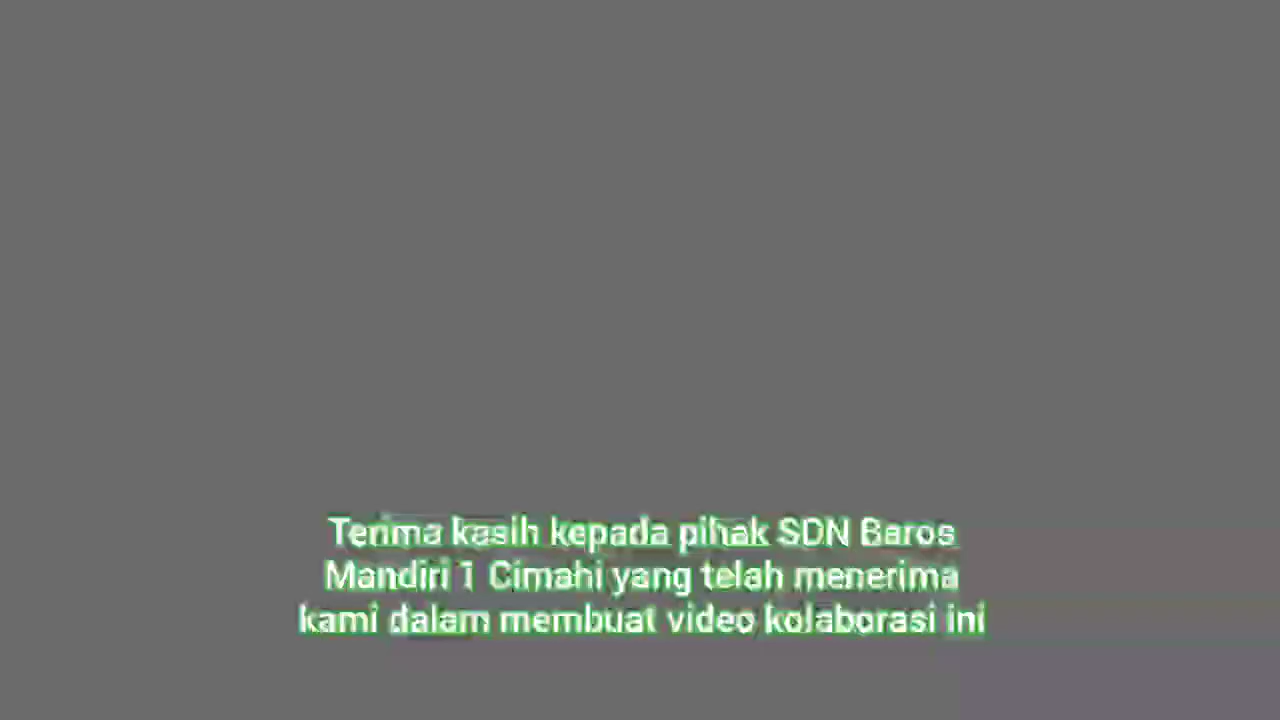 Terima kasih kepada pihak SDN Baros
Mandiri 1 Cimahi yang telah menerima
kami dalam membuat video kolaborasi ini